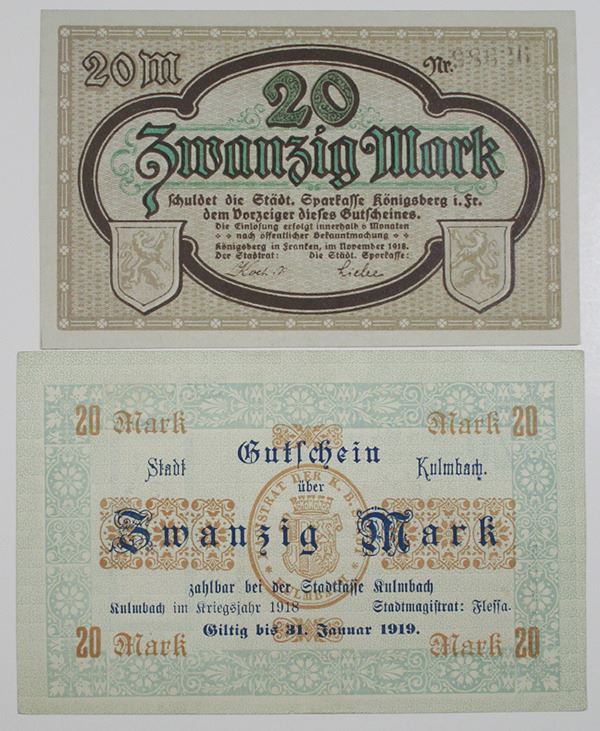 20 M
Nr.
20
Zwanzig Mark
schuldet die Städt. Sparkasse Königsberg i. Fr.
dem Vorzeiger dieses Gutscheines.
Die Einlösung erfolgt innerhalb 6 Monaten
nach öffentlicher Bekanntmachung
Königsberg in Franken, im November 1918.
Der Stadtrat: Die Städt. Sparkasse:
20 Mark Mark 20
Gutschein
Stadt Kulmbach.
über
Zwanzig Mark
zahlbar bei der Stadtkasse Kulmbach
Kulmbach im Kriegsjahr 1918 Stadtmagistrat: Flessa.
Giltig bis 31. Januar 1919.
20 Mark Mark 20